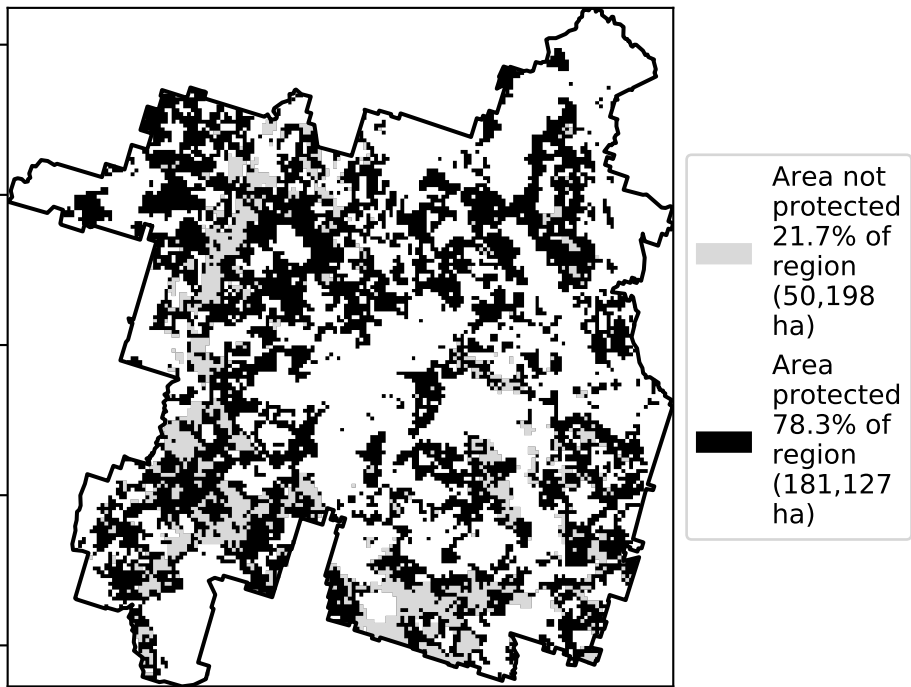 Area not
protected
21.7% of
region
(50,198
ha)
Area
protected
78.3% of
region
(181,127
ha)